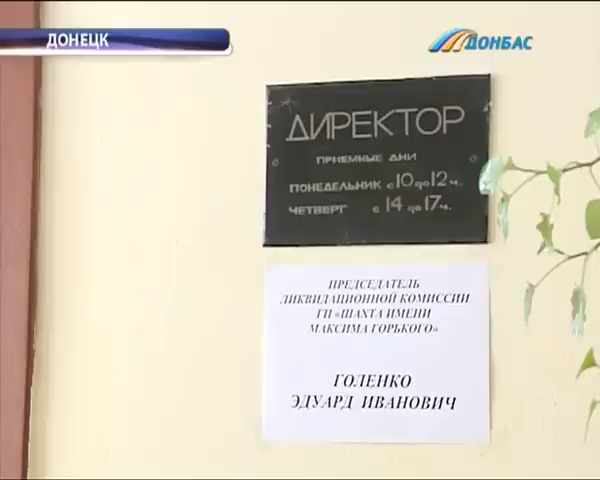 ДОНЕЦК
ДОНБАС
ДИРЕКТОР
ПРИЕМНЫЕ ДНИ
ПОНЕДЕЛЬНИК с 10 до 12 ч.
ЧЕТВЕРГ с 14 до 17 ч.
ПРЕДСЕДАТЕЛЬ
ЛИКВИДАЦИОННОЙ КОМИССИИ
ГП «ШАХТА ИМЕНИ
МАКСИМА ГОРЬКОГО»
ГОЛЕНКО
ЭДУАРД ИВАНОВИЧ